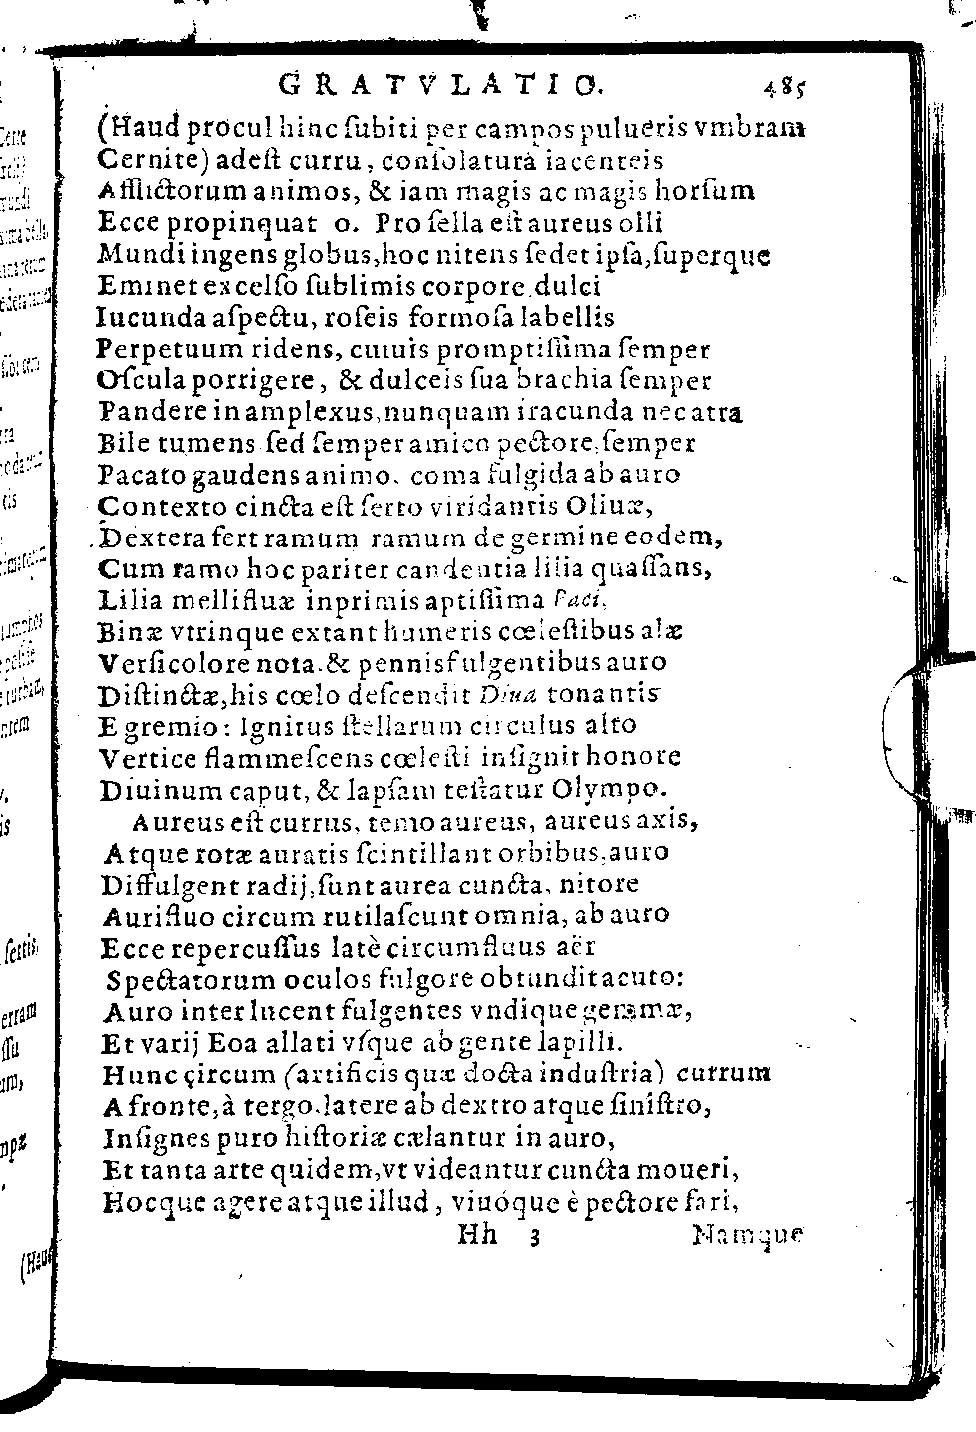 GRATVLATIO. 485
(Haud procul hinc ſubiti per campos pulueris vmbram
Cernite) adeſt curru, conſolaturà iacenteis
Afflictorum animos, & iam magis ac magis horſum
Ecce propinquat o. Pro ſella eſt aureus olli
Mundi ingens globus, hoc nitens ſedet ipſa, ſuperque
Eminet excelſo ſublimis corpore, dulci
Iucunda aſpectu, roſeis formoſa labellis
Perpetuum ridens, cuiuis promptiſſima ſemper
Oſcula porrigere, & dulceis ſua brachia ſemper
Pandere in amplexus, nunquam iracunda nec atra
Bile tumens ſed ſemper amico pectore, ſemper
Pacato gaudens animo. coma fulgida ab auro
Contexto cincta eſt ſerto viridantis Oliuæ,
Dextera fert ramum ramum de germine eodem,
Cum ramo hoc pariter candentia lilia quaſſans,
Lilia mellifluæ inprimis aptiſſima Paci,
Binæ vtrinque extant humeris cœleſtibus alæ
Verſicolore nota. & pennis fulgentibus auro
Diſtinctæ, his cœlo deſcendit Diua tonantis
E gremio: Ignitus ſtellarum circulus alto
Vertice flammeſcens cœleſti inſignit honore
Diuinum caput, & lapſam teſtatur Olympo.
Aureus eſt currus, temo aureus, aureus axis,
Atque rotæ auratis ſcintillant orbibus, auro
Diffulgent radij, ſunt aurea cuncta, nitore
Aurifluo circum rutilaſcunt omnia, ab auro
Ecce repercuſſus latè circumfluus aër
Spectatorum oculos fulgore obtundit acuto:
Auro interlucent fulgentes vndique gemmæ,
Et varij Eoa allati vſque ab gente lapilli.
Hunc circum (artificis quæ docta induſtria) currum
A fronte, à tergo, latere ab dextro atque ſiniſtro,
Inſignes puro hiſtoriæ cælantur in auro,
Et tanta arte quidem, vt videantur cuncta moueri,
Hocque agere atque illud, viuóque è pectore fari,
Hh 3 Namque